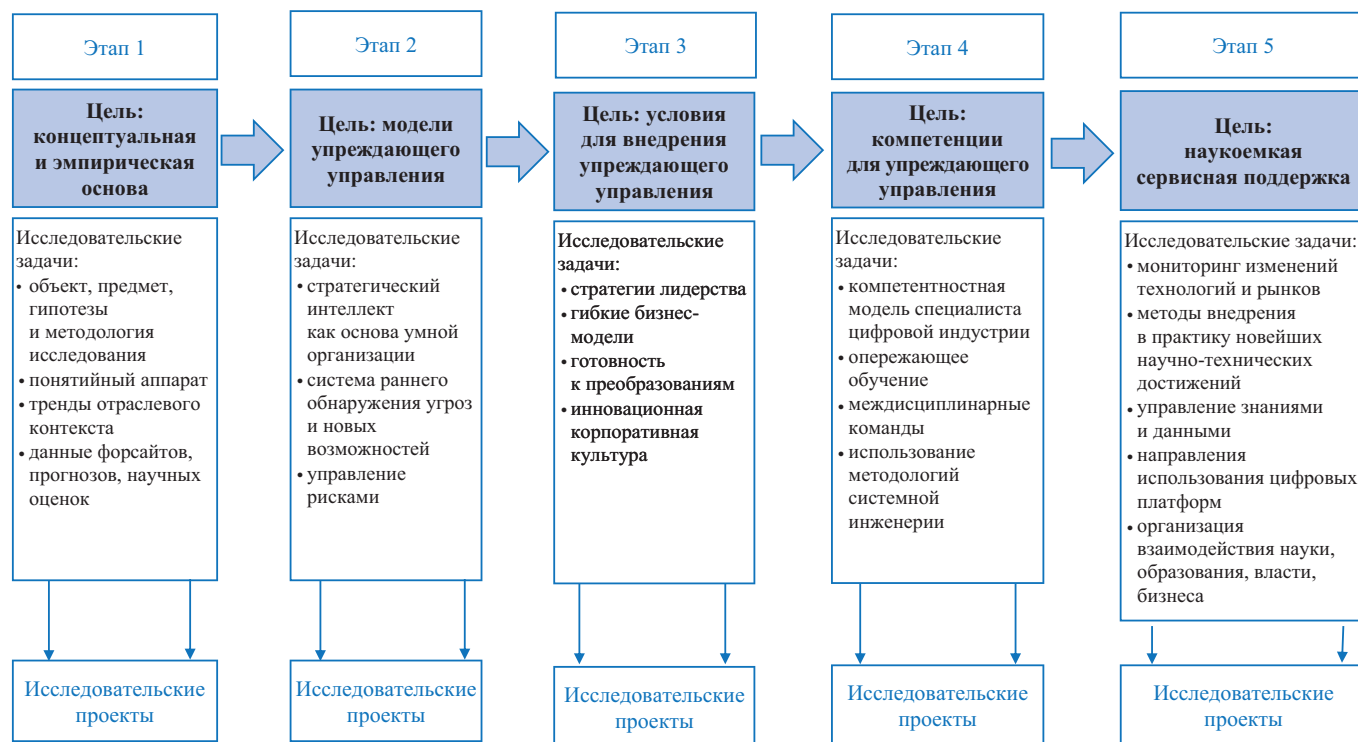 Этап 1
Цель:
концептуальная
и эмпирическая
основа
Исследовательские
задачи:
• объект, предмет,
гипотезы
и методология
исследования
• понятийный аппарат
• тренды отраслевого
контекста
• данные форсайтов,
прогнозов, научных
оценок
Исследовательские
проекты
Этап 2
Цель: модели
упреждающего
управления
Исследовательские
задачи:
• стратегический
интеллект
как основа умной
организации
• система раннего
обнаружения угроз
и новых
возможностей
• управление
рисками
Исследовательские
проекты
Этап 3
Цель: условия
для внедрения
упреждающего
управления
Исследовательские
задачи:
• стратегии лидерства
• гибкие бизнес-
модели
• готовность
к преобразованиям
• инновационная
корпоративная
культура
Исследовательские
проекты
Этап 4
Цель:
компетенции
для упреждающего
управления
Исследовательские
задачи:
• компетентностная
модель специалиста
цифровой индустрии
• опережающее
обучение
• междисциплинарные
команды
• использование
методологий
системной
инженерии
Исследовательские
проекты
Этап 5
Цель:
наукоемкая
сервисная поддержка
Исследовательские задачи:
• мониторинг изменений
технологий и рынков
• методы внедрения
в практику новейших
научно-технических
достижений
• управление знаниями
и данными
• направления
использования цифровых
платформ
• организация
взаимодействия науки,
образования, власти,
бизнеса
Исследовательские
проекты